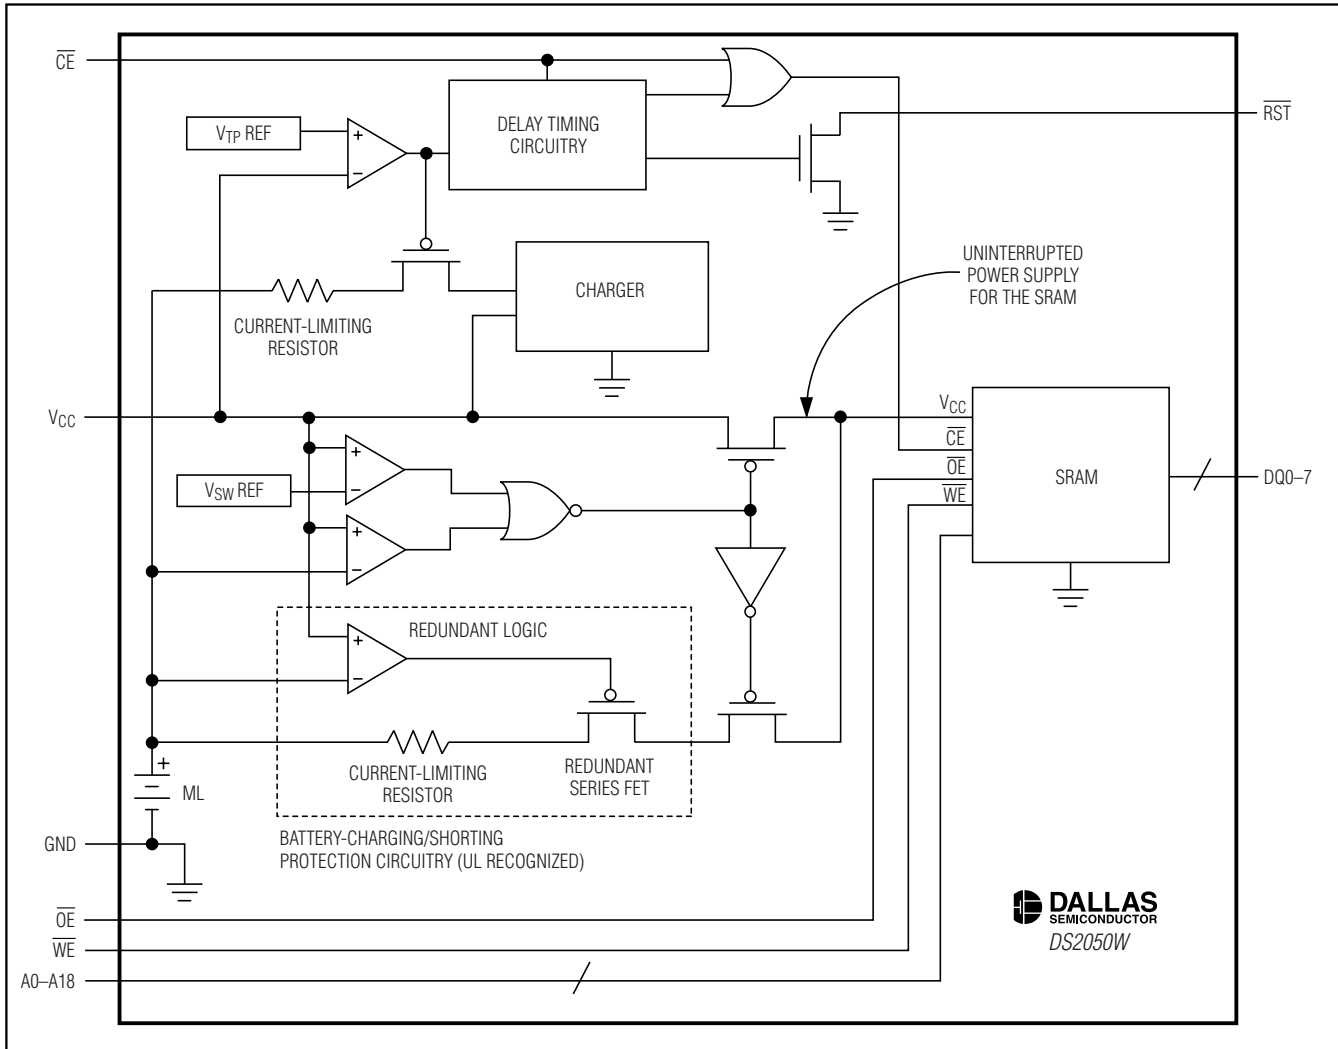 CE
VTP REF
+
−
DELAY TIMING
CIRCUITRY
RST
CHARGER
CURRENT-LIMITING
RESISTOR
UNINTERRUPTED
POWER SUPPLY
FOR THE SRAM
VCC
VCC
CE
OE
WE
SRAM
DQ0–7
+
−
VSW REF
+
−
REDUNDANT LOGIC
+
−
CURRENT-LIMITING
RESISTOR
REDUNDANT
SERIES FET
+
ML
GND
BATTERY-CHARGING/SHORTING
PROTECTION CIRCUITRY (UL RECOGNIZED)
OE
WE
A0–A18
DALLAS
SEMICONDUCTOR
DS2050W